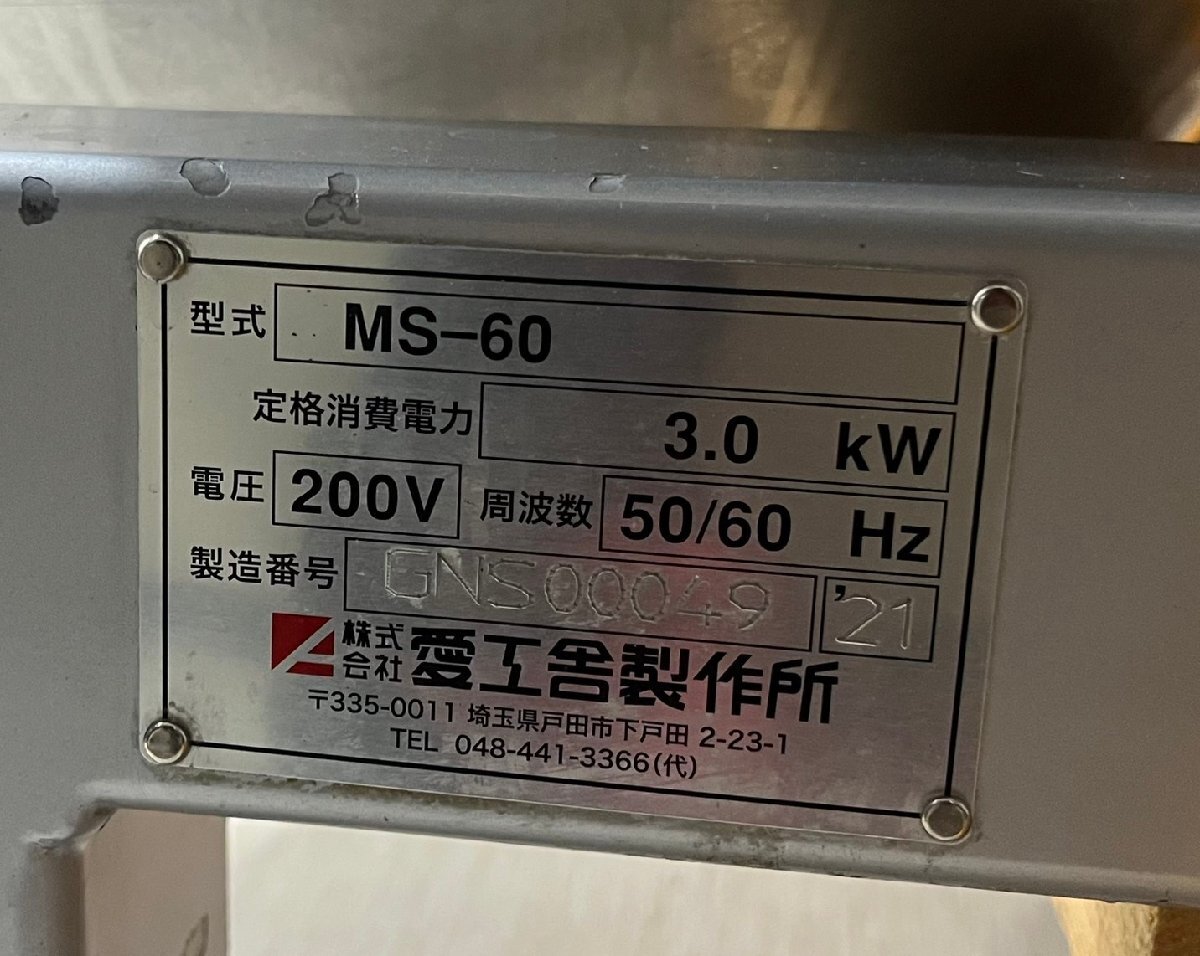 型式 MS-60
定格消費電力 3.0 kW
電圧 200V 周波数 50/60 Hz
製造番号 GNS00049 '21
株式会社 愛工舎製作所
〒335-0011 埼玉県戸田市下戸田 2-23-1
TEL 048-441-3366(代)